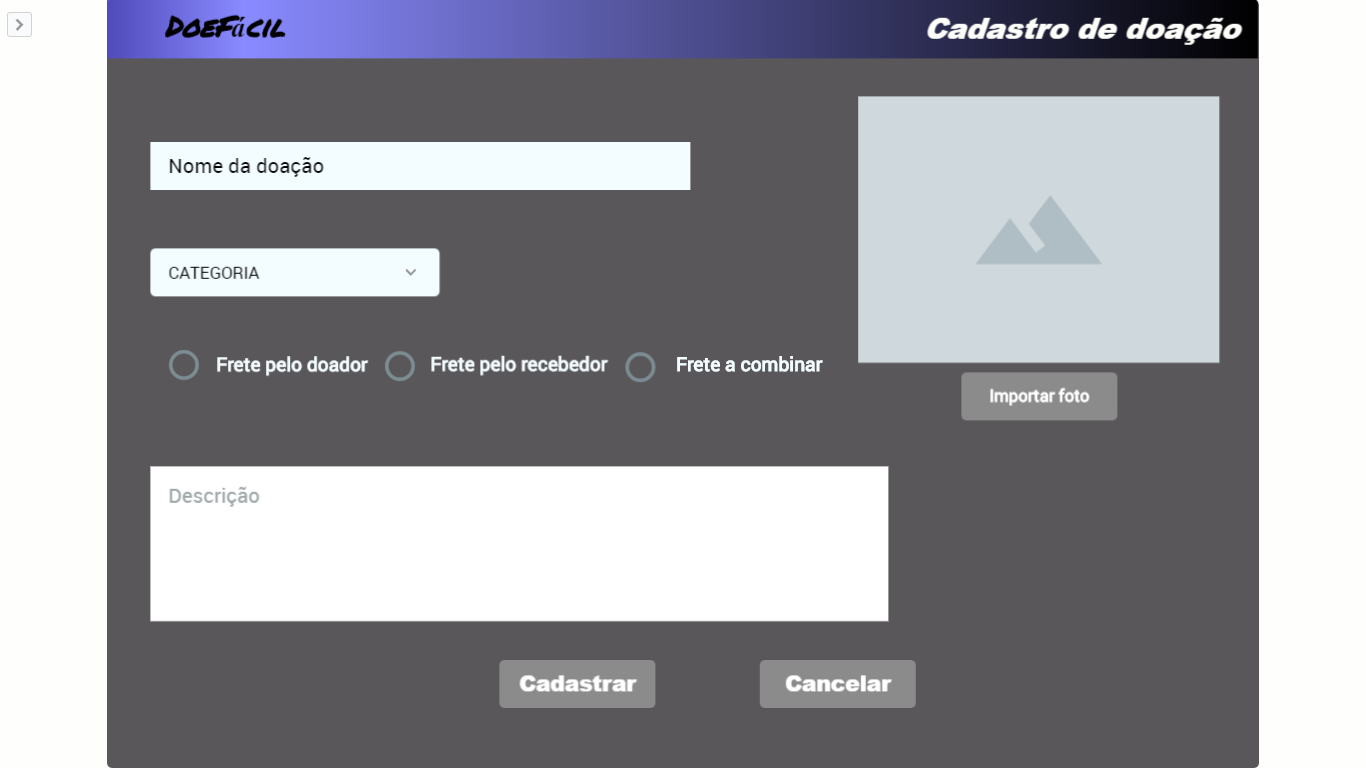 DoeFácil
Cadastro de doação
Nome da doação
CATEGORIA
Frete pelo doador
Frete pelo recebedor
Frete a combinar
Importar foto
Descrição
Cadastrar
Cancelar